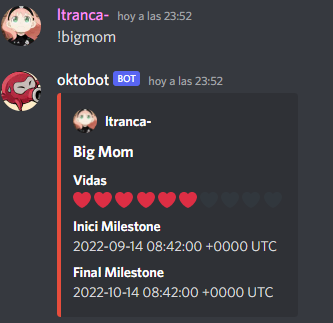 ltranca- hoy a las 23:52
!bigmom
oktobot BOT hoy a las 23:52
ltranca-
Big Mom
Vidas
Inici Milestone
2022-09-14 08:42:00 +0000 UTC
Final Milestone
2022-10-14 08:42:00 +0000 UTC